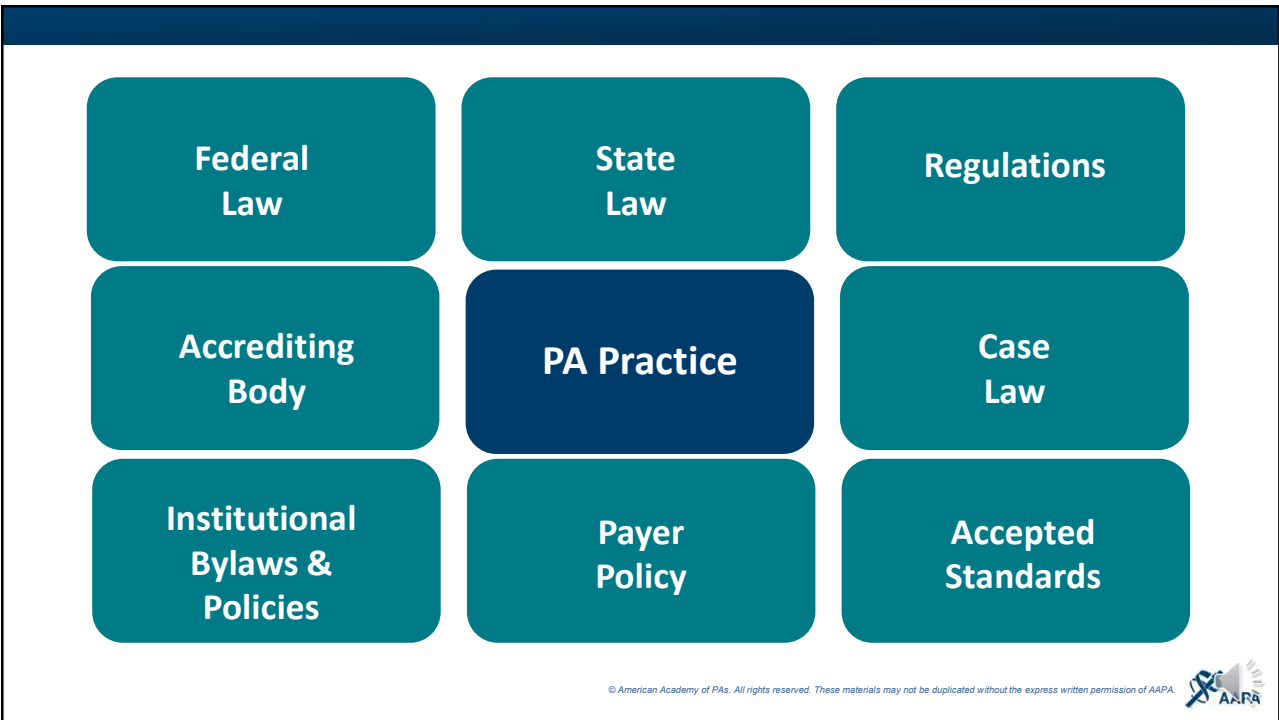 Federal
Law
State
Law
Regulations
Accrediting
Body
PA Practice
Case
Law
Institutional
Bylaws &
Policies
Payer
Policy
Accepted
Standards
© American Academy of PAs. All rights reserved. These materials may not be duplicated without the express written permission of AAPA.
AAPA